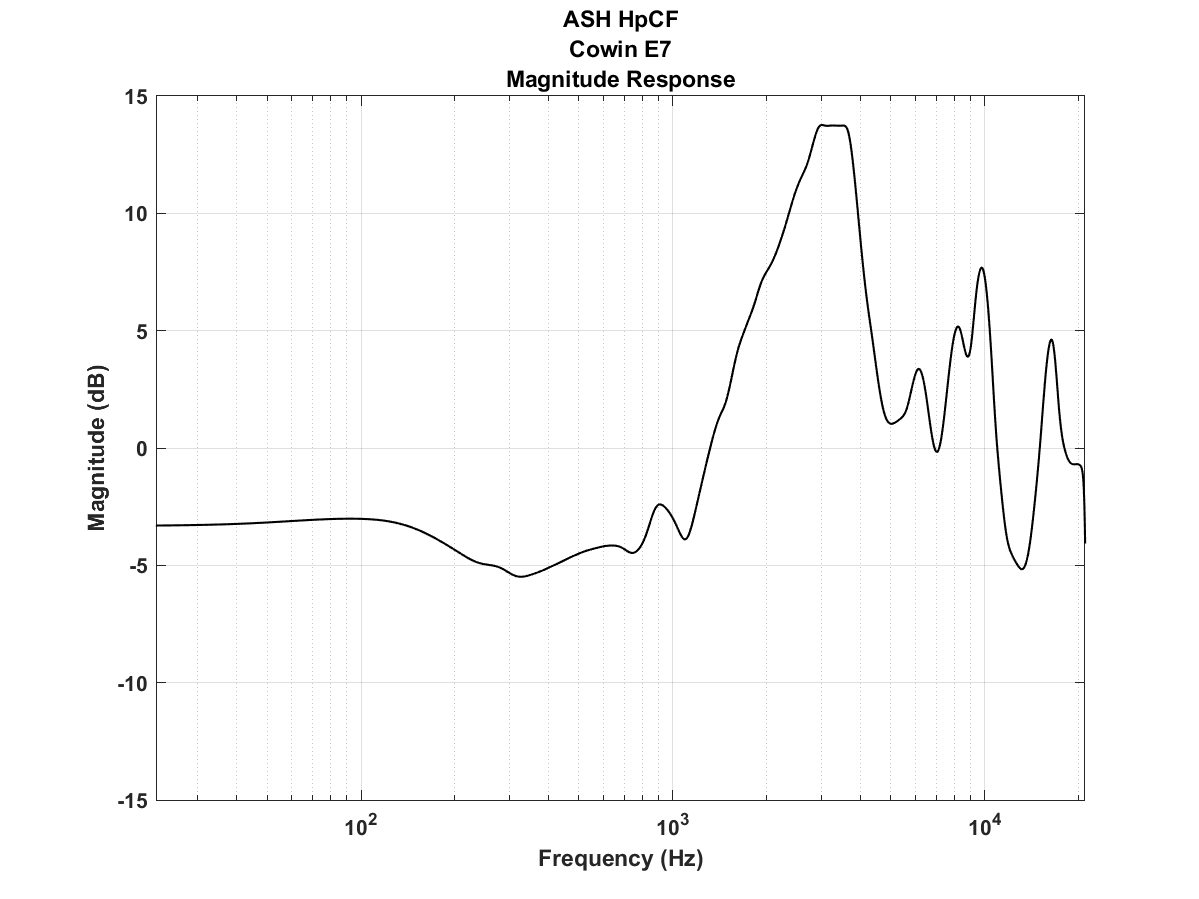 ASH HpCF
Cowin E7
Magnitude Response
15
10
5
0
-5
-10
-15
Magnitude (dB)
10² 10³ 10⁴
Frequency (Hz)